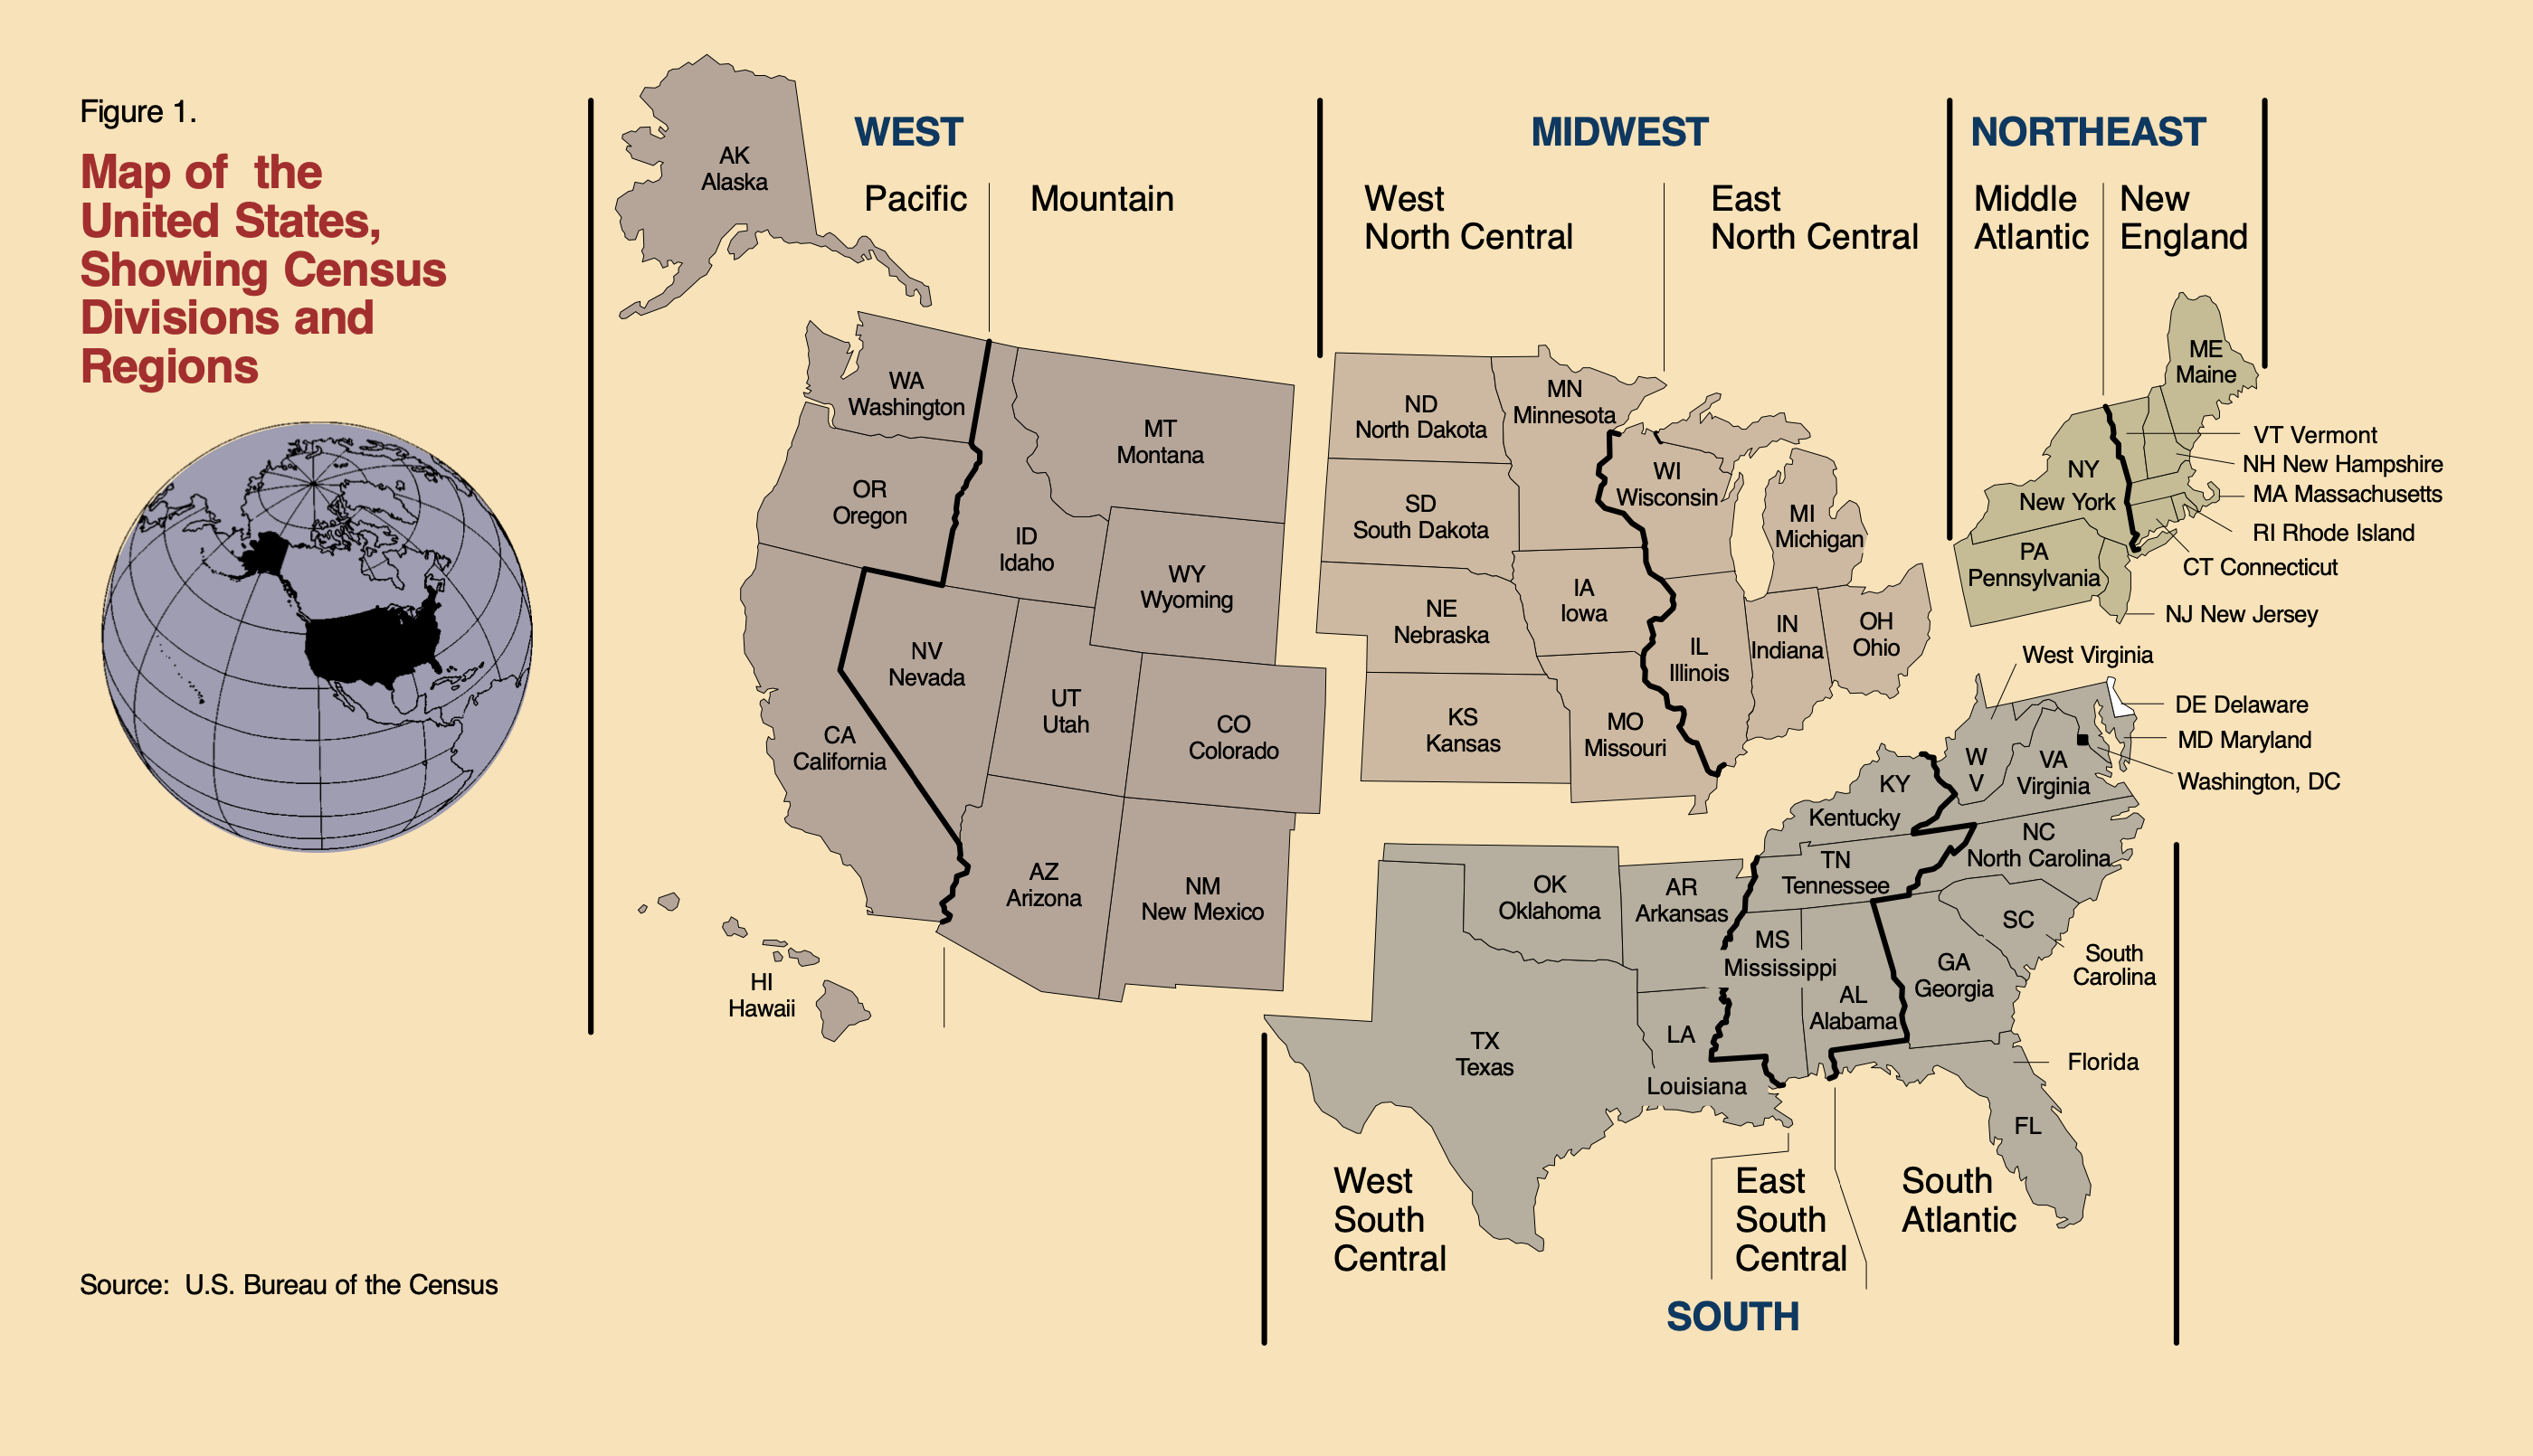 Figure 1.
Map of the
United States,
Showing Census
Divisions and
Regions
Source: U.S. Bureau of the Census
WEST
Pacific
Mountain
MIDWEST
West
North Central
East
North Central
NORTHEAST
Middle
Atlantic
New
England
AK
Alaska
WA
Washington
OR
Oregon
CA
California
HI
Hawaii
MT
Montana
ID
Idaho
WY
Wyoming
NV
Nevada
UT
Utah
CO
Colorado
AZ
Arizona
NM
New Mexico
ND
North Dakota
MN
Minnesota
SD
South Dakota
NE
Nebraska
IA
Iowa
KS
Kansas
MO
Missouri
WI
Wisconsin
MI
Michigan
IL
Illinois
IN
Indiana
OH
Ohio
ME
Maine
NY
New York
PA
Pennsylvania
VT Vermont
NH New Hampshire
MA Massachusetts
RI Rhode Island
CT Connecticut
NJ New Jersey
West Virginia
DE Delaware
MD Maryland
Washington, DC
W
V
VA
Virginia
KY
Kentucky
NC
North Carolina
TN
Tennessee
OK
Oklahoma
AR
Arkansas
MS
Mississippi
AL
Alabama
GA
Georgia
SC
South
Carolina
TX
Texas
LA
Louisiana
Florida
FL
West
South
Central
East
South
Central
South
Atlantic
SOUTH